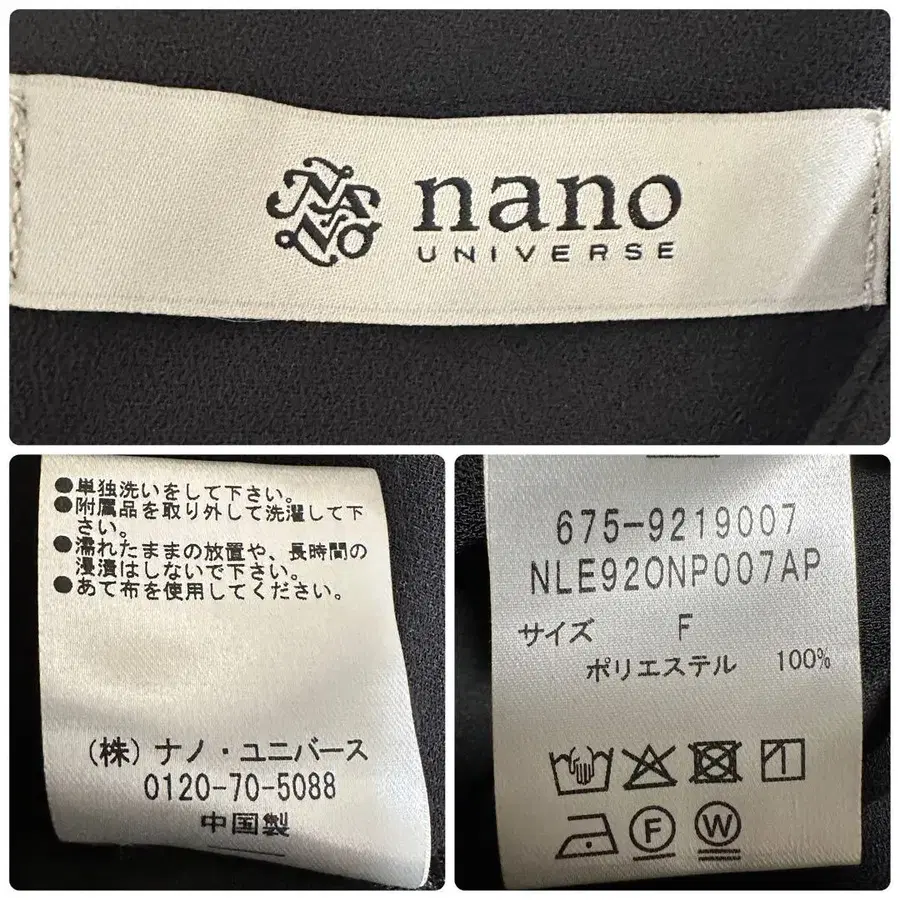 nano
UNIVERSE
●単独洗いをして下さい。
●附属品を取り外して洗濯して下
さい。
●濡れたままの放置や、長時間の
浸漬はしないで下さい。
●あて布を使用してください。
(株)ナノ・ユニバース
0120-70-5088
中国製
675-9219007
NLE920NP007AP
サイズ F
ポリエステル 100%
F W